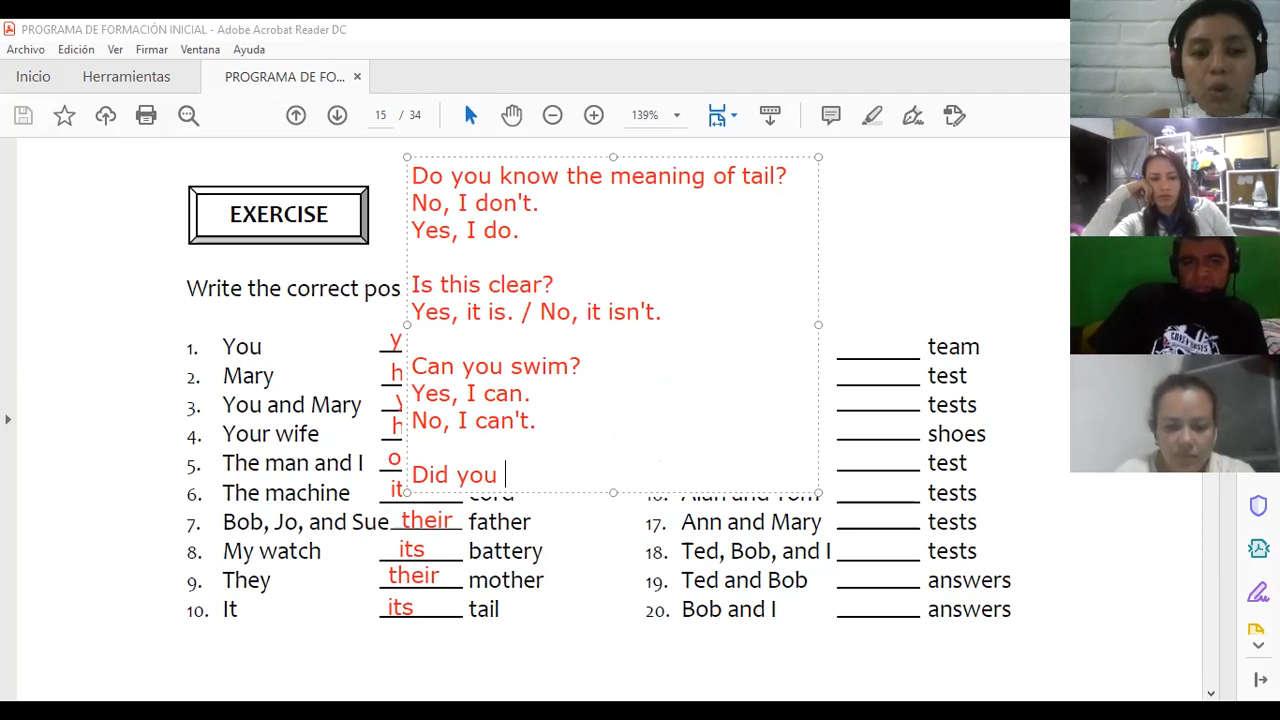 PROGRAMA DE FORMACIÓN INICIAL - Adobe Acrobat Reader DC
Archivo Edición Ver Firmar Ventana Ayuda
Inicio Herramientas PROGRAMA DE FO... ×
15 / 34 139%
EXERCISE
Do you know the meaning of tail?
No, I don't.
Yes, I do.
Is this clear?
Yes, it is. / No, it isn't.
Can you swim?
Yes, I can.
No, I can't.
Did you
Write the correct pos
1. You y
2. Mary h
3. You and Mary y
4. Your wife h
5. The man and I o
6. The machine it cord
7. Bob, Jo, and Sue their father
8. My watch its battery
9. They their mother
10. It its tail
team
test
tests
shoes
test
16. Alan and Tom tests
17. Ann and Mary tests
18. Ted, Bob, and I tests
19. Ted and Bob answers
20. Bob and I answers